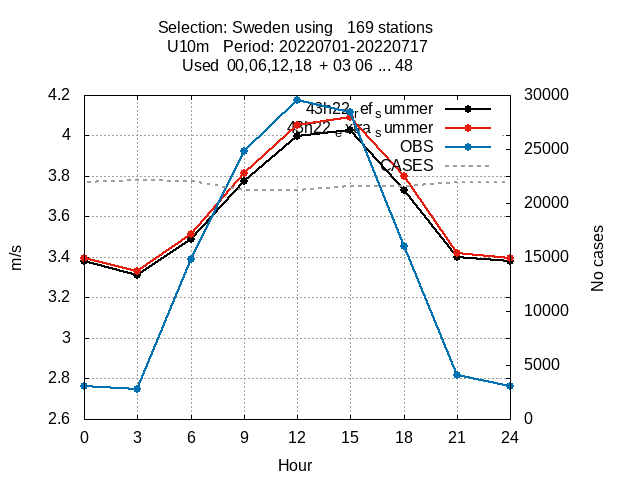 Selection: Sweden using 169 stations
U10m Period: 20220701-20220717
Used 00,06,12,18 + 03 06 ... 48
4.2
4
3.8
3.6
3.4
3.2
3
2.8
2.6
m/s
43h22_ref_summer
43h22_extra_summer
OBS
CASES
30000
25000
20000
15000
10000
5000
0
No cases
0 3 6 9 12 15 18 21 24
Hour